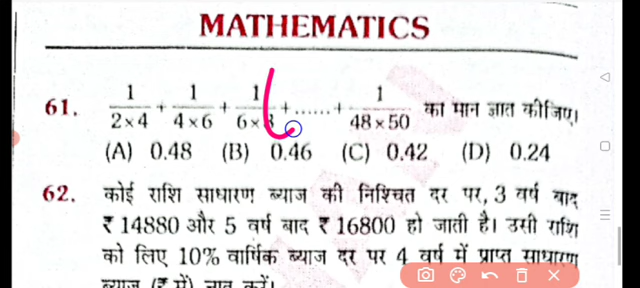 MATHEMATICS
61. 1/2×4 + 1/4×6 + 1/6×8 +......+ 1/48×50 का मान ज्ञात कीजिए।
(A) 0.48 (B) 0.46 (C) 0.42 (D) 0.24
62. कोई राशि साधारण ब्याज की निश्चित दर पर, 3 वर्ष बाद
₹ 14880 और 5 वर्ष बाद ₹ 16800 हो जाती है। उसी राशि
को लिए 10% वार्षिक ब्याज दर पर 4 वर्ष में प्राप्त साधारण
ब्याज (₹ में) ज्ञात करें।